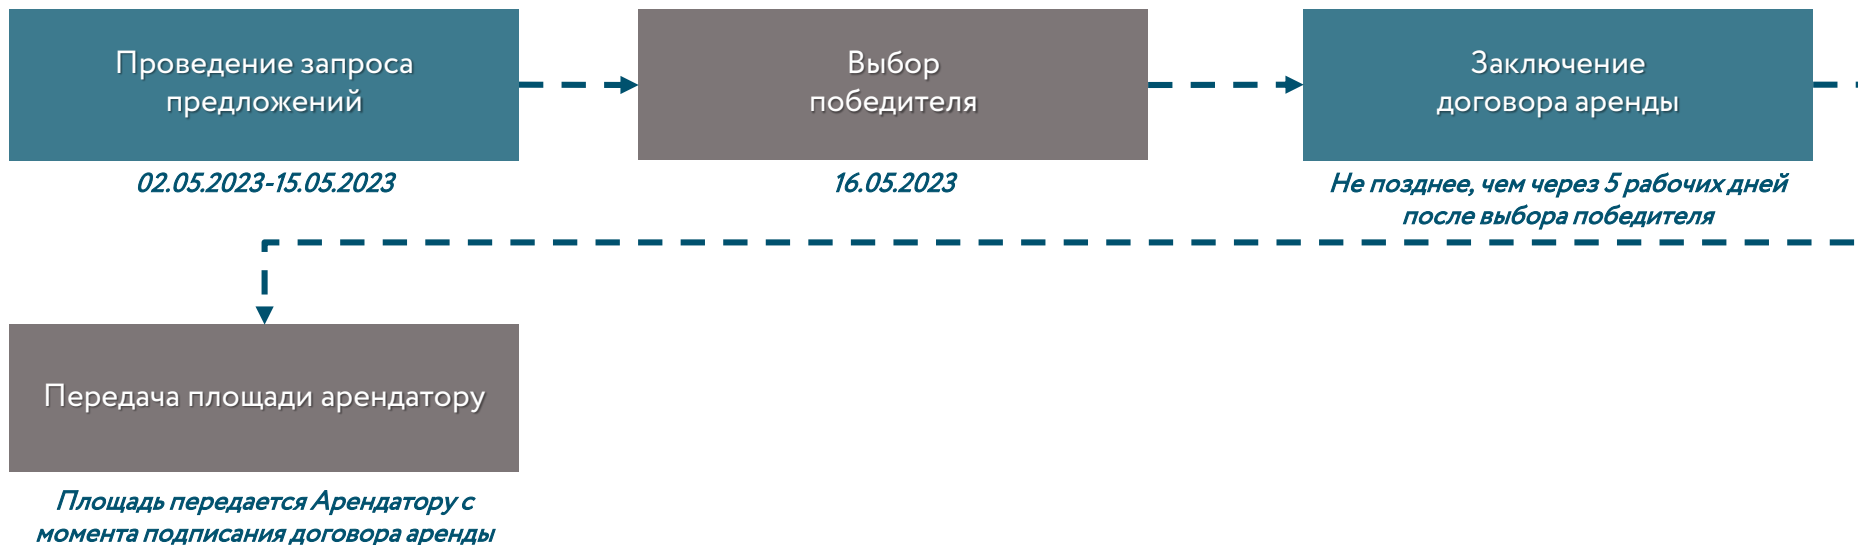 Проведение запроса
предложений
02.05.2023-15.05.2023
Выбор
победителя
16.05.2023
Заключение
договора аренды
Не позднее, чем через 5 рабочих дней
после выбора победителя
Передача площади арендатору
Площадь передается Арендатору с
момента подписания договора аренды